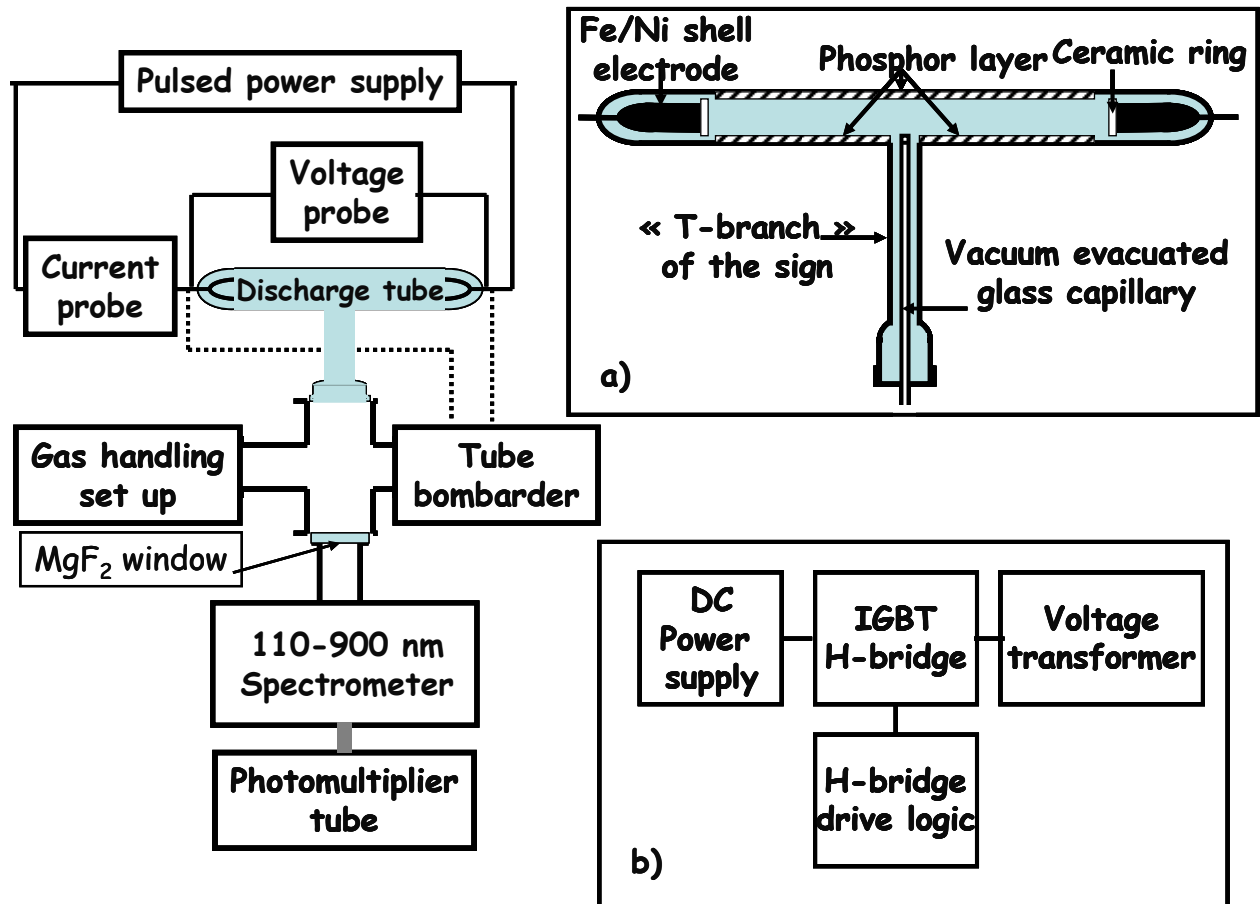 Pulsed power supply
Voltage
probe
Current
probe
Discharge tube
Gas handling
set up
Tube
bombarder
MgF₂ window
110-900 nm
Spectrometer
Photomultiplier
tube
Fe/Ni shell
electrode
Phosphor layer
Ceramic ring
« T-branch »
of the sign
Vacuum evacuated
glass capillary
a)
DC
Power
supply
IGBT
H-bridge
Voltage
transformer
H-bridge
drive logic
b)